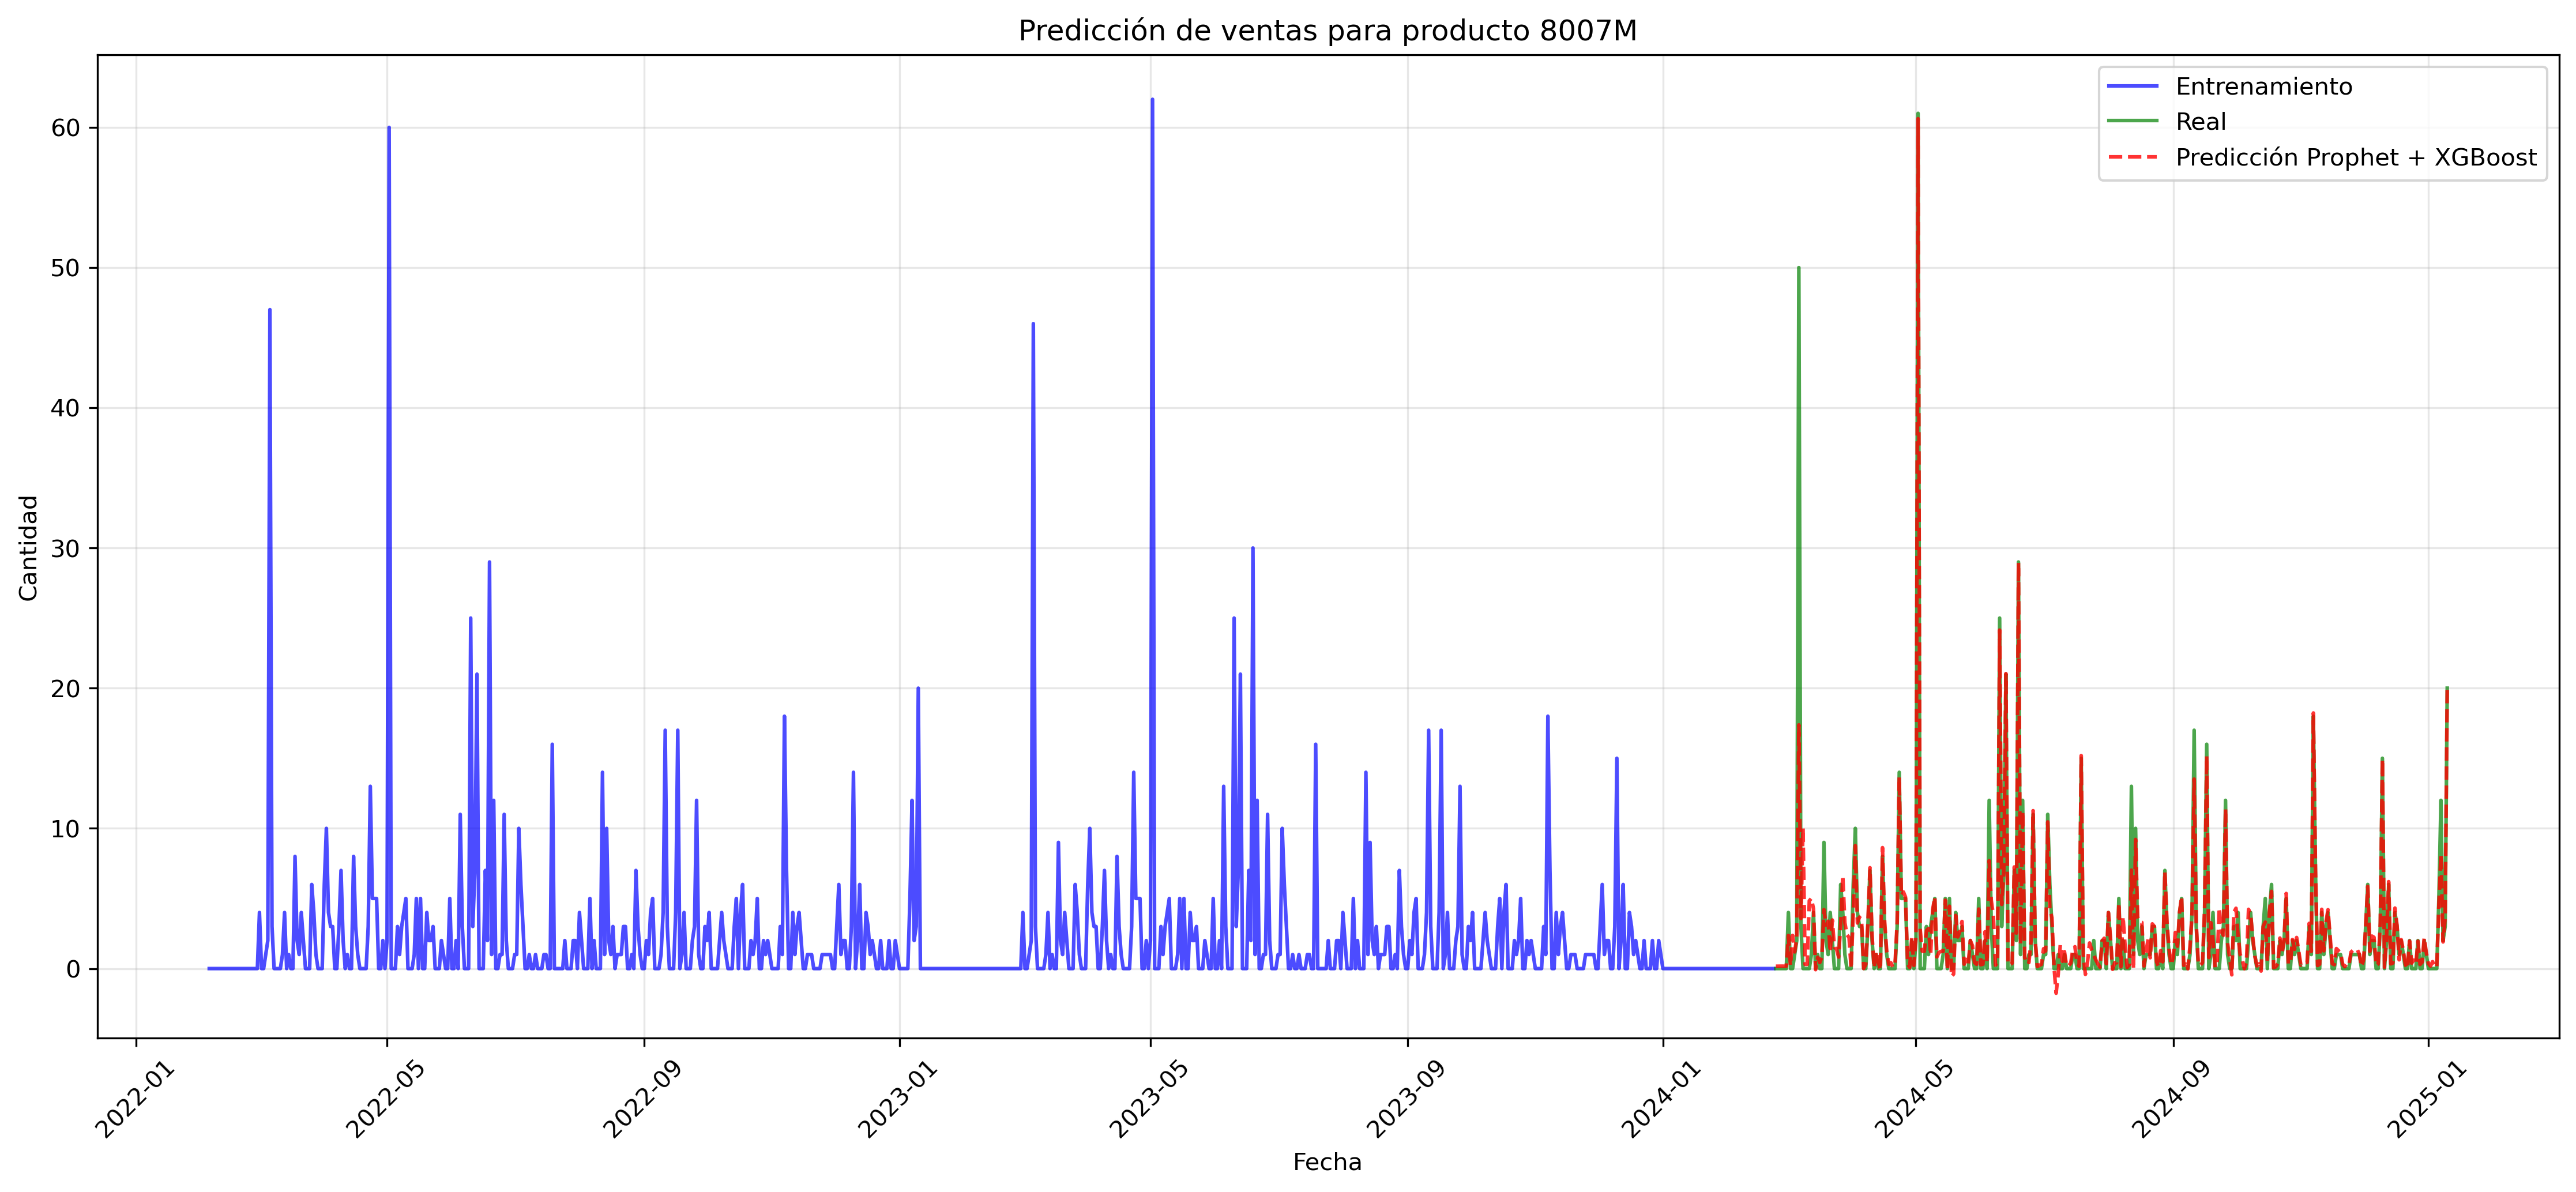 Predicción de ventas para producto 8007M
Entrenamiento
Real
Predicción Prophet + XGBoost
Cantidad
60
50
40
30
20
10
0
2022-01
2022-05
2022-09
2023-01
2023-05
2023-09
2024-01
2024-05
2024-09
2025-01
Fecha